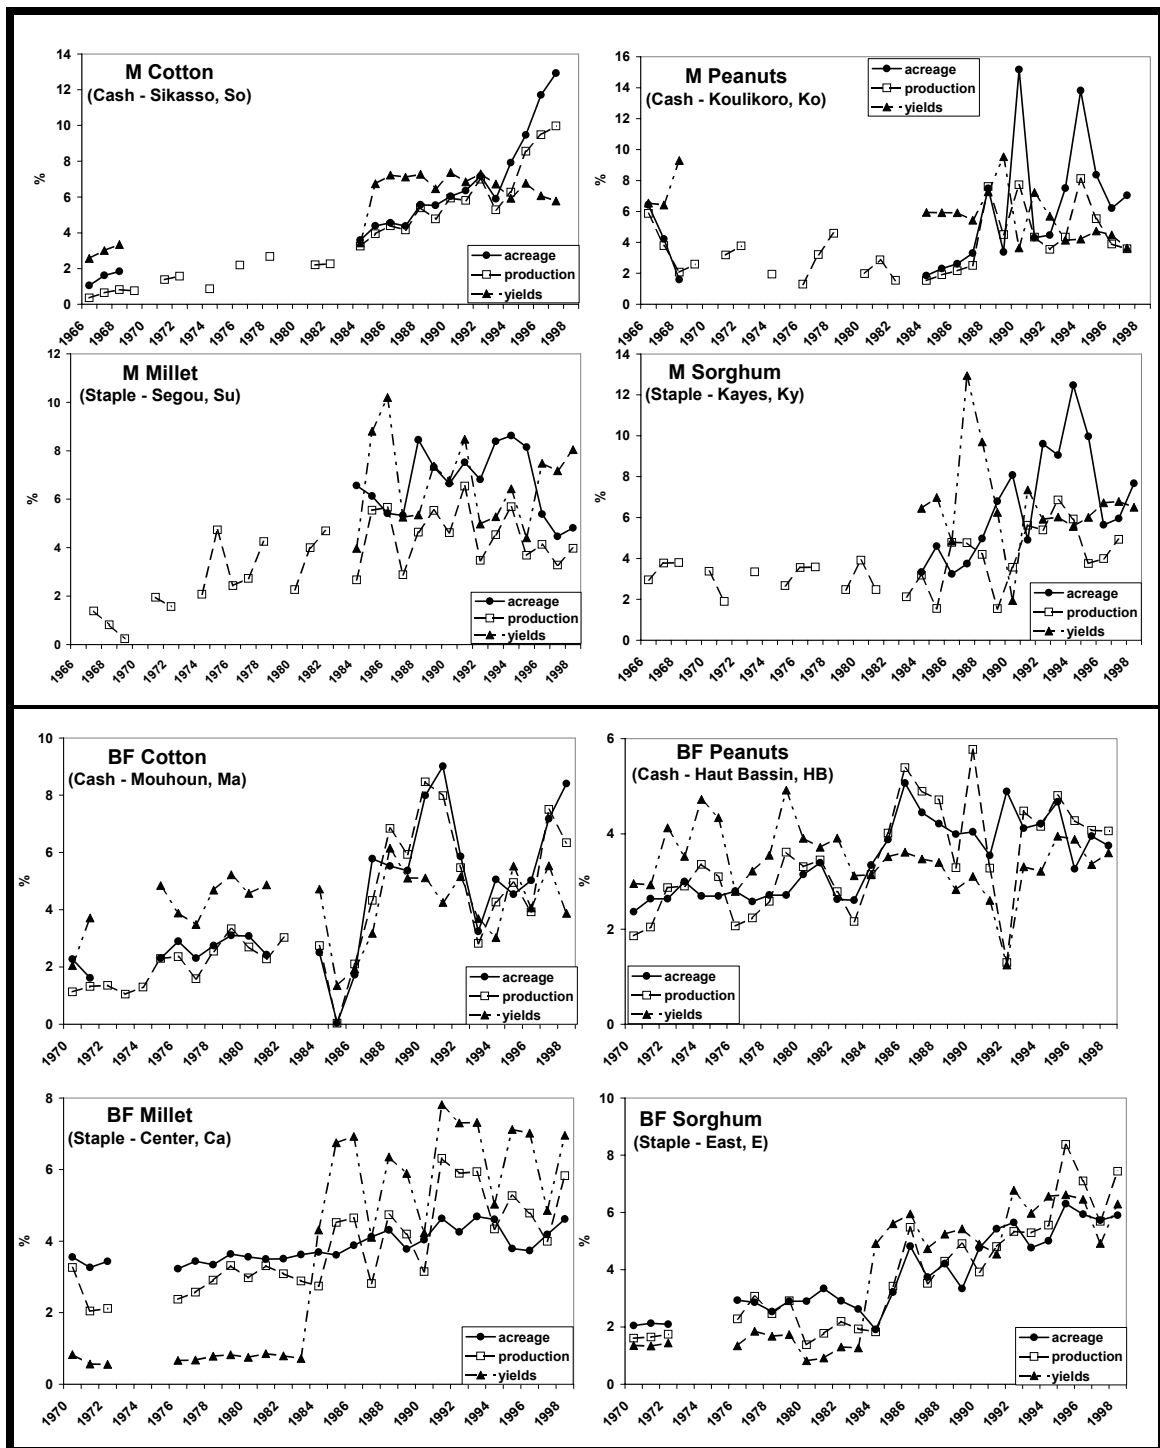 M Cotton
(Cash - Sikasso, So)
%
14
12
10
8
6
4
2
0
1966 1968 1970 1972 1974 1976 1978 1980 1982 1984 1986 1988 1990 1992 1994 1996 1998
acreage
production
yields
M Peanuts
(Cash - Koulikoro, Ko)
%
16
14
12
10
8
6
4
2
0
1966 1968 1970 1972 1974 1976 1978 1980 1982 1984 1986 1988 1990 1992 1994 1996 1998
acreage
production
yields
M Millet
(Staple - Segou, Su)
%
12
10
8
6
4
2
0
1966 1968 1970 1972 1974 1976 1978 1980 1982 1984 1986 1988 1990 1992 1994 1996 1998
acreage
production
yields
M Sorghum
(Staple - Kayes, Ky)
%
14
12
10
8
6
4
2
0
1966 1968 1970 1972 1974 1976 1978 1980 1982 1984 1986 1988 1990 1992 1994 1996 1998
acreage
production
yields
BF Cotton
(Cash - Mouhoun, Ma)
%
10
8
6
4
2
0
1970 1972 1974 1976 1978 1980 1982 1984 1986 1988 1990 1992 1994 1996 1998
acreage
production
yields
BF Peanuts
(Cash - Haut Bassin, HB)
%
6
4
2
0
1970 1972 1974 1976 1978 1980 1982 1984 1986 1988 1990 1992 1994 1996 1998
acreage
production
yields
BF Millet
(Staple - Center, Ca)
%
8
6
4
2
0
1970 1972 1974 1976 1978 1980 1982 1984 1986 1988 1990 1992 1994 1996 1998
acreage
production
yields
BF Sorghum
(Staple - East, E)
%
10
8
6
4
2
0
1970 1972 1974 1976 1978 1980 1982 1984 1986 1988 1990 1992 1994 1996 1998
acreage
production
yields